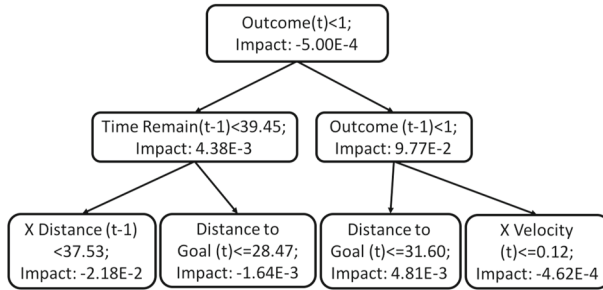 Outcome(t)<1;
Impact: -5.00E-4
Time Remain(t-1)<39.45;
Impact: 4.38E-3
Outcome (t-1)<1;
Impact: 9.77E-2
X Distance (t-1)
<37.53;
Impact: -2.18E-2
Distance to
Goal (t)<=28.47;
Impact: -1.64E-3
Distance to
Goal (t)<=31.60;
Impact: 4.81E-3
X Velocity
(t)<=0.12;
Impact: -4.62E-4